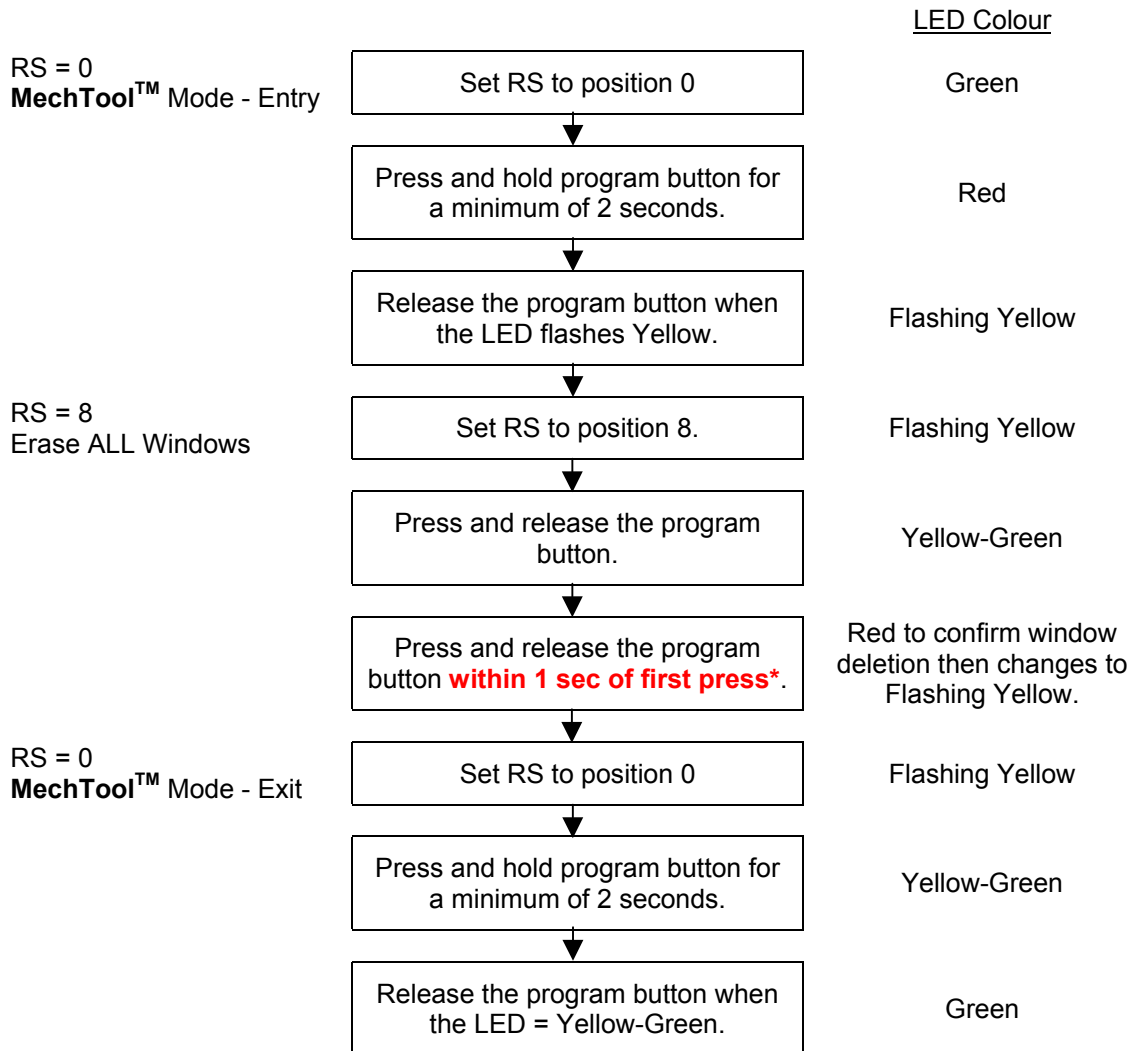 LED Colour
RS = 0
MechTool™ Mode - Entry
Set RS to position 0
Green
Press and hold program button for
a minimum of 2 seconds.
Red
Release the program button when
the LED flashes Yellow.
Flashing Yellow
RS = 8
Erase ALL Windows
Set RS to position 8.
Flashing Yellow
Press and release the program
button.
Yellow-Green
Press and release the program
button within 1 sec of first press*.
Red to confirm window
deletion then changes to
Flashing Yellow.
RS = 0
MechTool™ Mode - Exit
Set RS to position 0
Flashing Yellow
Press and hold program button for
a minimum of 2 seconds.
Yellow-Green
Release the program button when
the LED = Yellow-Green.
Green